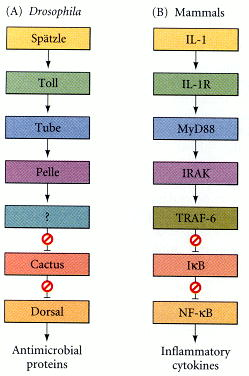 (A) Drosophila
Spätzle
Toll
Tube
Pelle
?
Cactus
Dorsal
Antimicrobial
proteins
(B) Mammals
IL-1
IL-1R
MyD88
IRAK
TRAF-6
IκB
NF-κB
Inflammatory
cytokines